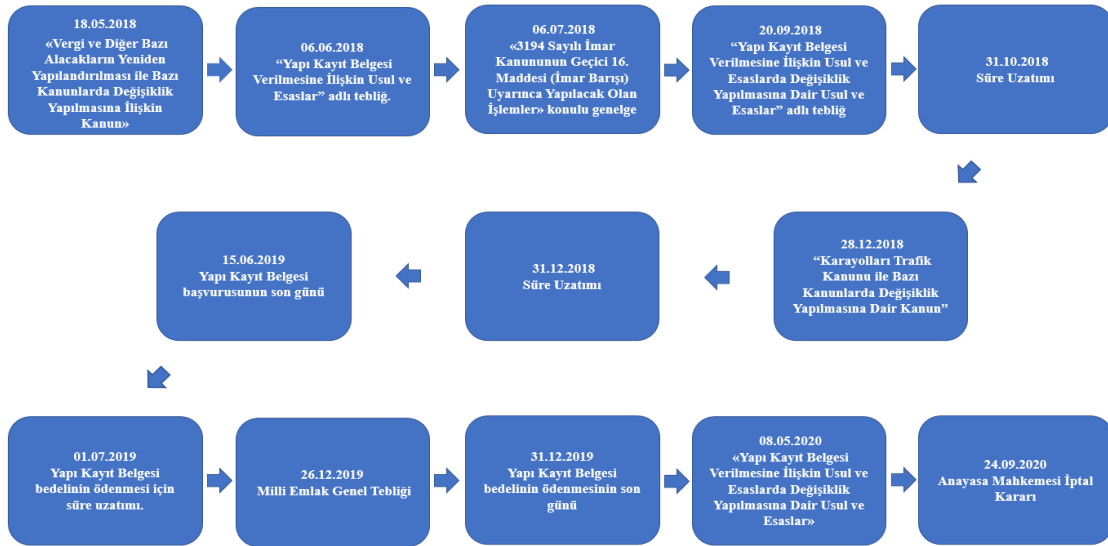 18.05.2018
«Vergi ve Diğer Bazı
Alacakların Yeniden
Yapılandırılması ile Bazı
Kanunlarda Değişiklik
Yapılmasına İlişkin
Kanun»
06.06.2018
“Yapı Kayıt Belgesi
Verilmesine İlişkin Usul ve
Esaslar” adlı tebliğ.
06.07.2018
«3194 Sayılı İmar
Kanununun Geçici 16.
Maddesi (İmar Barışı)
Uyarınca Yapılacak Olan
İşlemler» konulu genelge
20.09.2018
“Yapı Kayıt Belgesi
Verilmesine İlişkin Usul ve
Esaslarda Değişiklik
Yapılmasına Dair Usul ve
Esaslar” adlı tebliğ
31.10.2018
Süre Uzatımı
28.12.2018
“Karayolları Trafik
Kanunu ile Bazı
Kanunlarda Değişiklik
Yapılmasına Dair Kanun”
31.12.2018
Süre Uzatımı
15.06.2019
Yapı Kayıt Belgesi
başvurusunun son günü
01.07.2019
Yapı Kayıt Belgesi
bedelinin ödenmesi için
süre uzatımı.
26.12.2019
Milli Emlak Genel Tebliği
31.12.2019
Yapı Kayıt Belgesi
bedelinin ödenmesinin son
günü
08.05.2020
«Yapı Kayıt Belgesi
Verilmesine İlişkin Usul ve
Esaslarda Değişiklik
Yapılmasına Dair Usul ve
Esaslar»
24.09.2020
Anayasa Mahkemesi İptal
Kararı